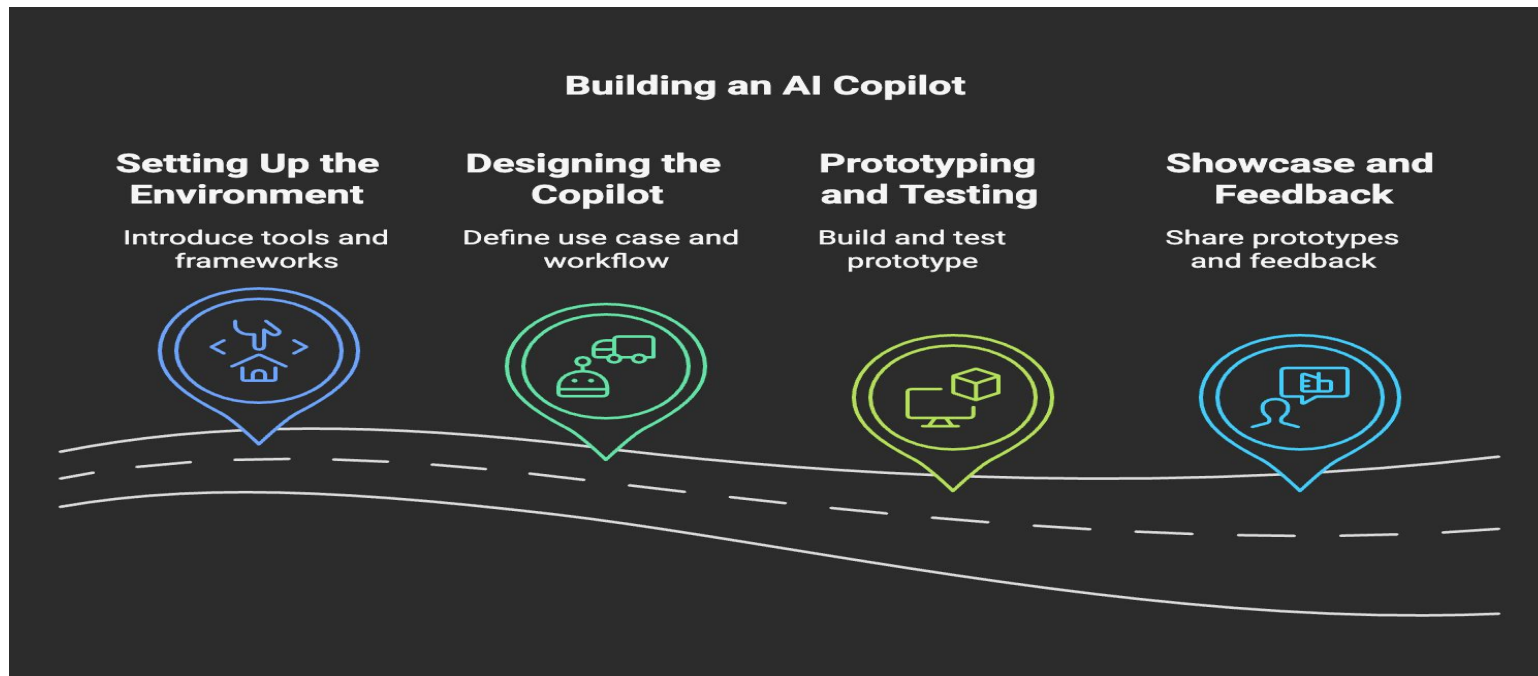 Building an AI Copilot
Setting Up the
Environment
Introduce tools and
frameworks
Designing the
Copilot
Define use case and
workflow
Prototyping
and Testing
Build and test
prototype
Showcase and
Feedback
Share prototypes
and feedback